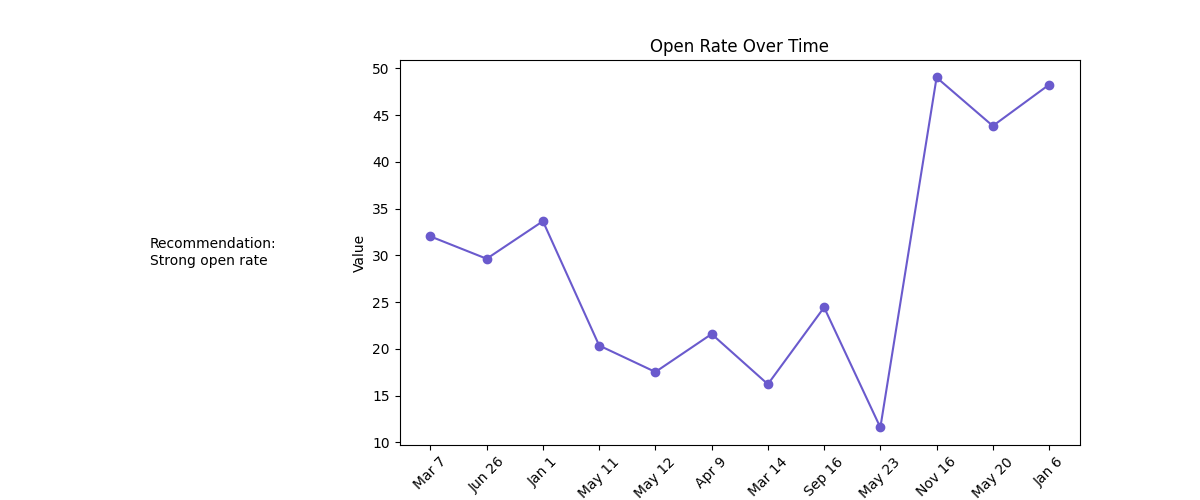 Open Rate Over Time
Recommendation:
Strong open rate
Value
50
45
40
35
30
25
20
15
10
Mar 7
Jun 26
Jan 1
May 11
May 12
Apr 9
Mar 14
Sep 16
May 23
Nov 16
May 20
Jan 6